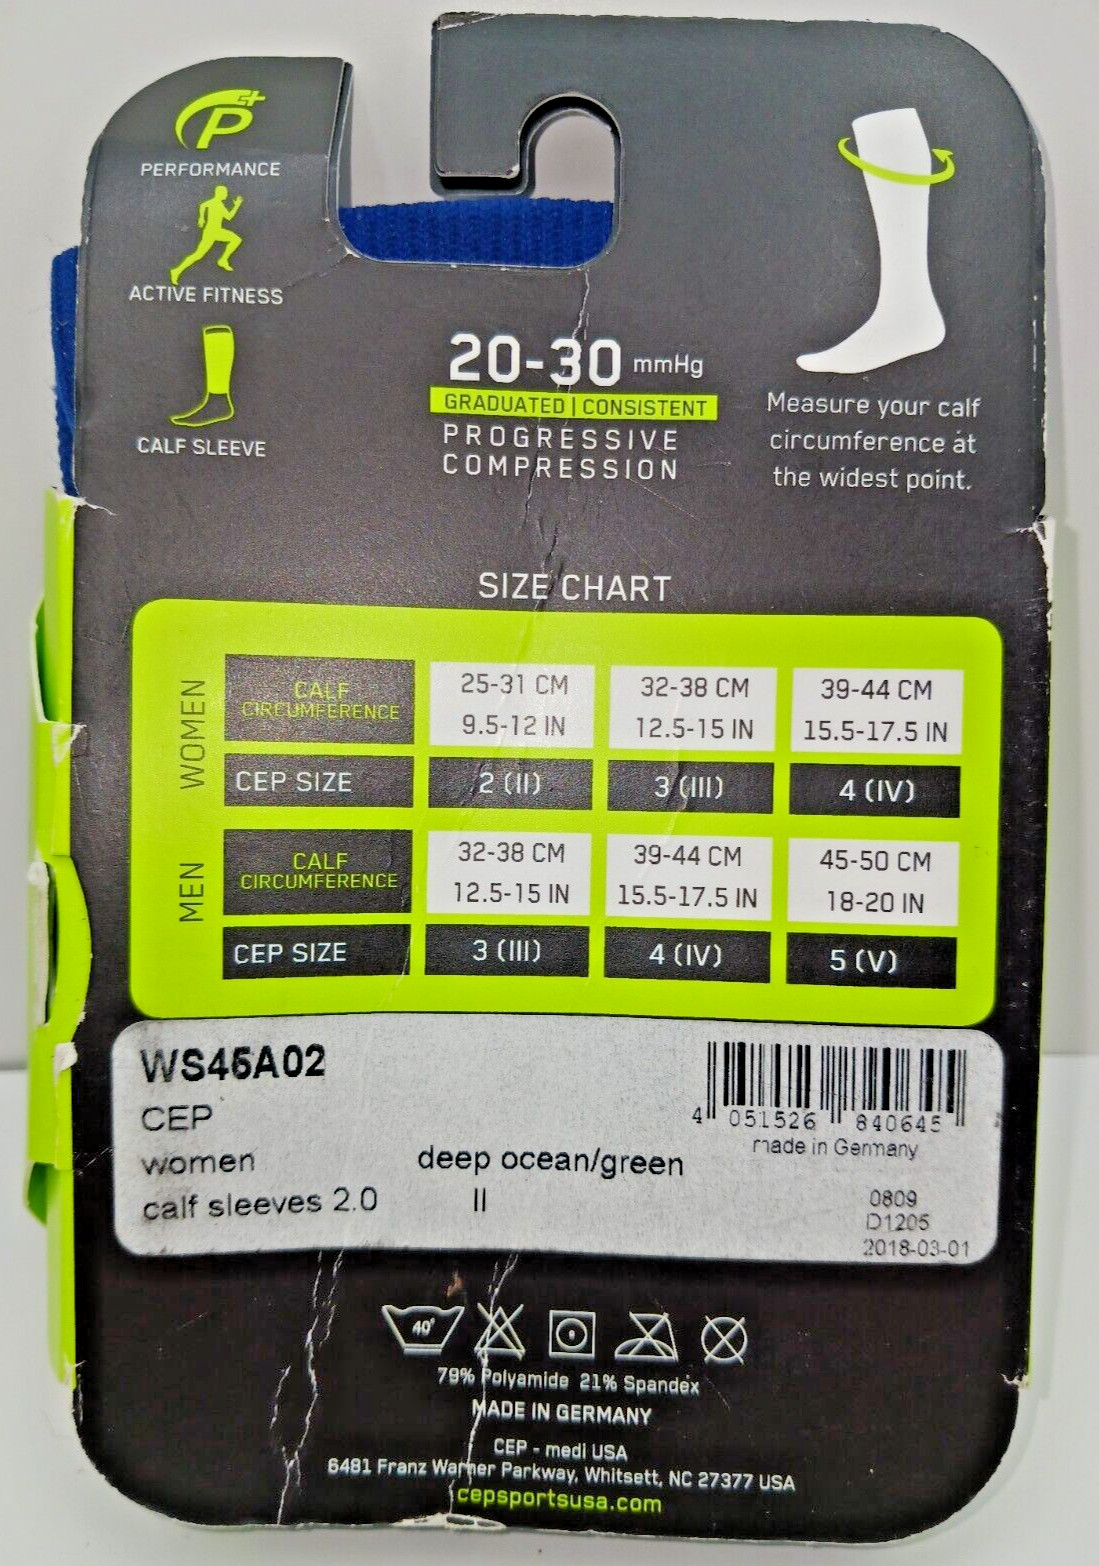 P+
PERFORMANCE
ACTIVE FITNESS
CALF SLEEVE
20-30 mmHg
GRADUATED | CONSISTENT
PROGRESSIVE
COMPRESSION
Measure your calf
circumference at
the widest point.
SIZE CHART
WOMEN
CALF CIRCUMFERENCE
25-31 CM 32-38 CM 39-44 CM
9.5-12 IN 12.5-15 IN 15.5-17.5 IN
CEP SIZE 2 (II) 3 (III) 4 (IV)
MEN
CALF CIRCUMFERENCE
32-38 CM 39-44 CM 45-50 CM
12.5-15 IN 15.5-17.5 IN 18-20 IN
CEP SIZE 3 (III) 4 (IV) 5 (V)
WS45A02
CEP
women deep ocean/green
calf sleeves 2.0 II
4 051526 840645
made in Germany
0809
D1205
2018-03-01
40°
79% Polyamide 21% Spandex
MADE IN GERMANY
CEP - medi USA
6481 Franz Warner Parkway, Whitsett, NC 27377 USA
cepsportsusa.com